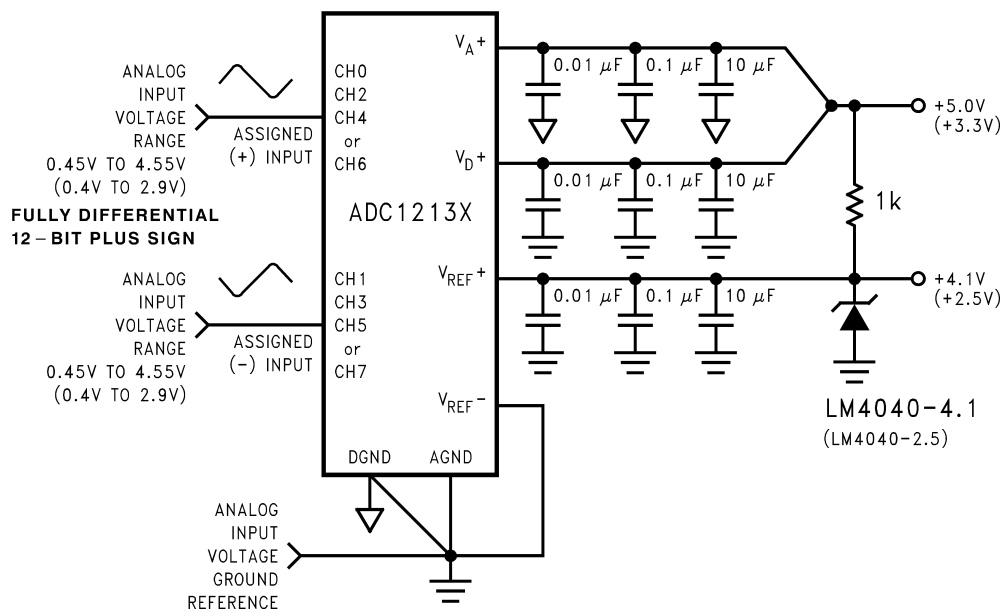 ANALOG
INPUT
VOLTAGE
RANGE
0.45V TO 4.55V
(0.4V TO 2.9V)
FULLY DIFFERENTIAL
12-BIT PLUS SIGN
ANALOG
INPUT
VOLTAGE
RANGE
0.45V TO 4.55V
(0.4V TO 2.9V)
ASSIGNED
(+) INPUT
ASSIGNED
(-) INPUT
CH0
CH2
CH4
or
CH6
ADC1213X
CH1
CH3
CH5
or
CH7
VA+
VD+
VREF+
VREF-
DGND AGND
0.01 μF 0.1 μF 10 μF
0.01 μF 0.1 μF 10 μF
0.01 μF 0.1 μF 10 μF
+5.0V
(+3.3V)
1k
+4.1V
(+2.5V)
LM4040-4.1
(LM4040-2.5)
ANALOG
INPUT
VOLTAGE
GROUND
REFERENCE